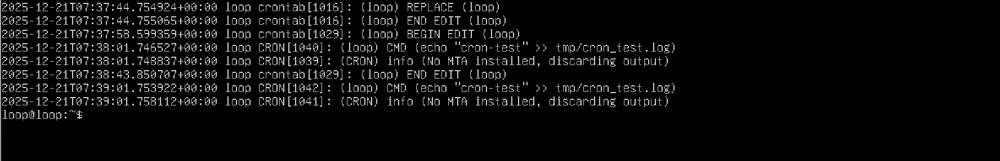 2025-12-21T07:37:44.754924+00:00 loop crontab[1016]: (loop) REPLACE (loop)
2025-12-21T07:37:44.755065+00:00 loop crontab[1016]: (loop) END EDIT (loop)
2025-12-21T07:37:58.599359+00:00 loop crontab[1029]: (loop) BEGIN EDIT (loop)
2025-12-21T07:38:01.746527+00:00 loop CRON[1040]: (loop) CMD (echo "cron-test" >> tmp/cron_test.log)
2025-12-21T07:38:01.748837+00:00 loop CRON[1039]: (CRON) info (No MTA installed, discarding output)
2025-12-21T07:38:43.850707+00:00 loop crontab[1029]: (loop) END EDIT (loop)
2025-12-21T07:39:01.753922+00:00 loop CRON[1042]: (loop) CMD (echo "cron-test" >> tmp/cron_test.log)
2025-12-21T07:39:01.758112+00:00 loop CRON[1041]: (CRON) info (No MTA installed, discarding output)
loop@loop:~$